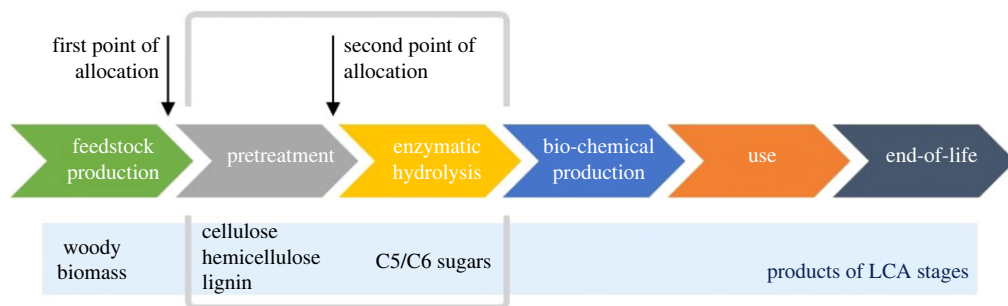 first point of
allocation
second point of
allocation
feedstock
production
pretreatment
enzymatic
hydrolysis
bio-chemical
production
use
end-of-life
woody
biomass
cellulose
hemicellulose
lignin
C5/C6 sugars
products of LCA stages